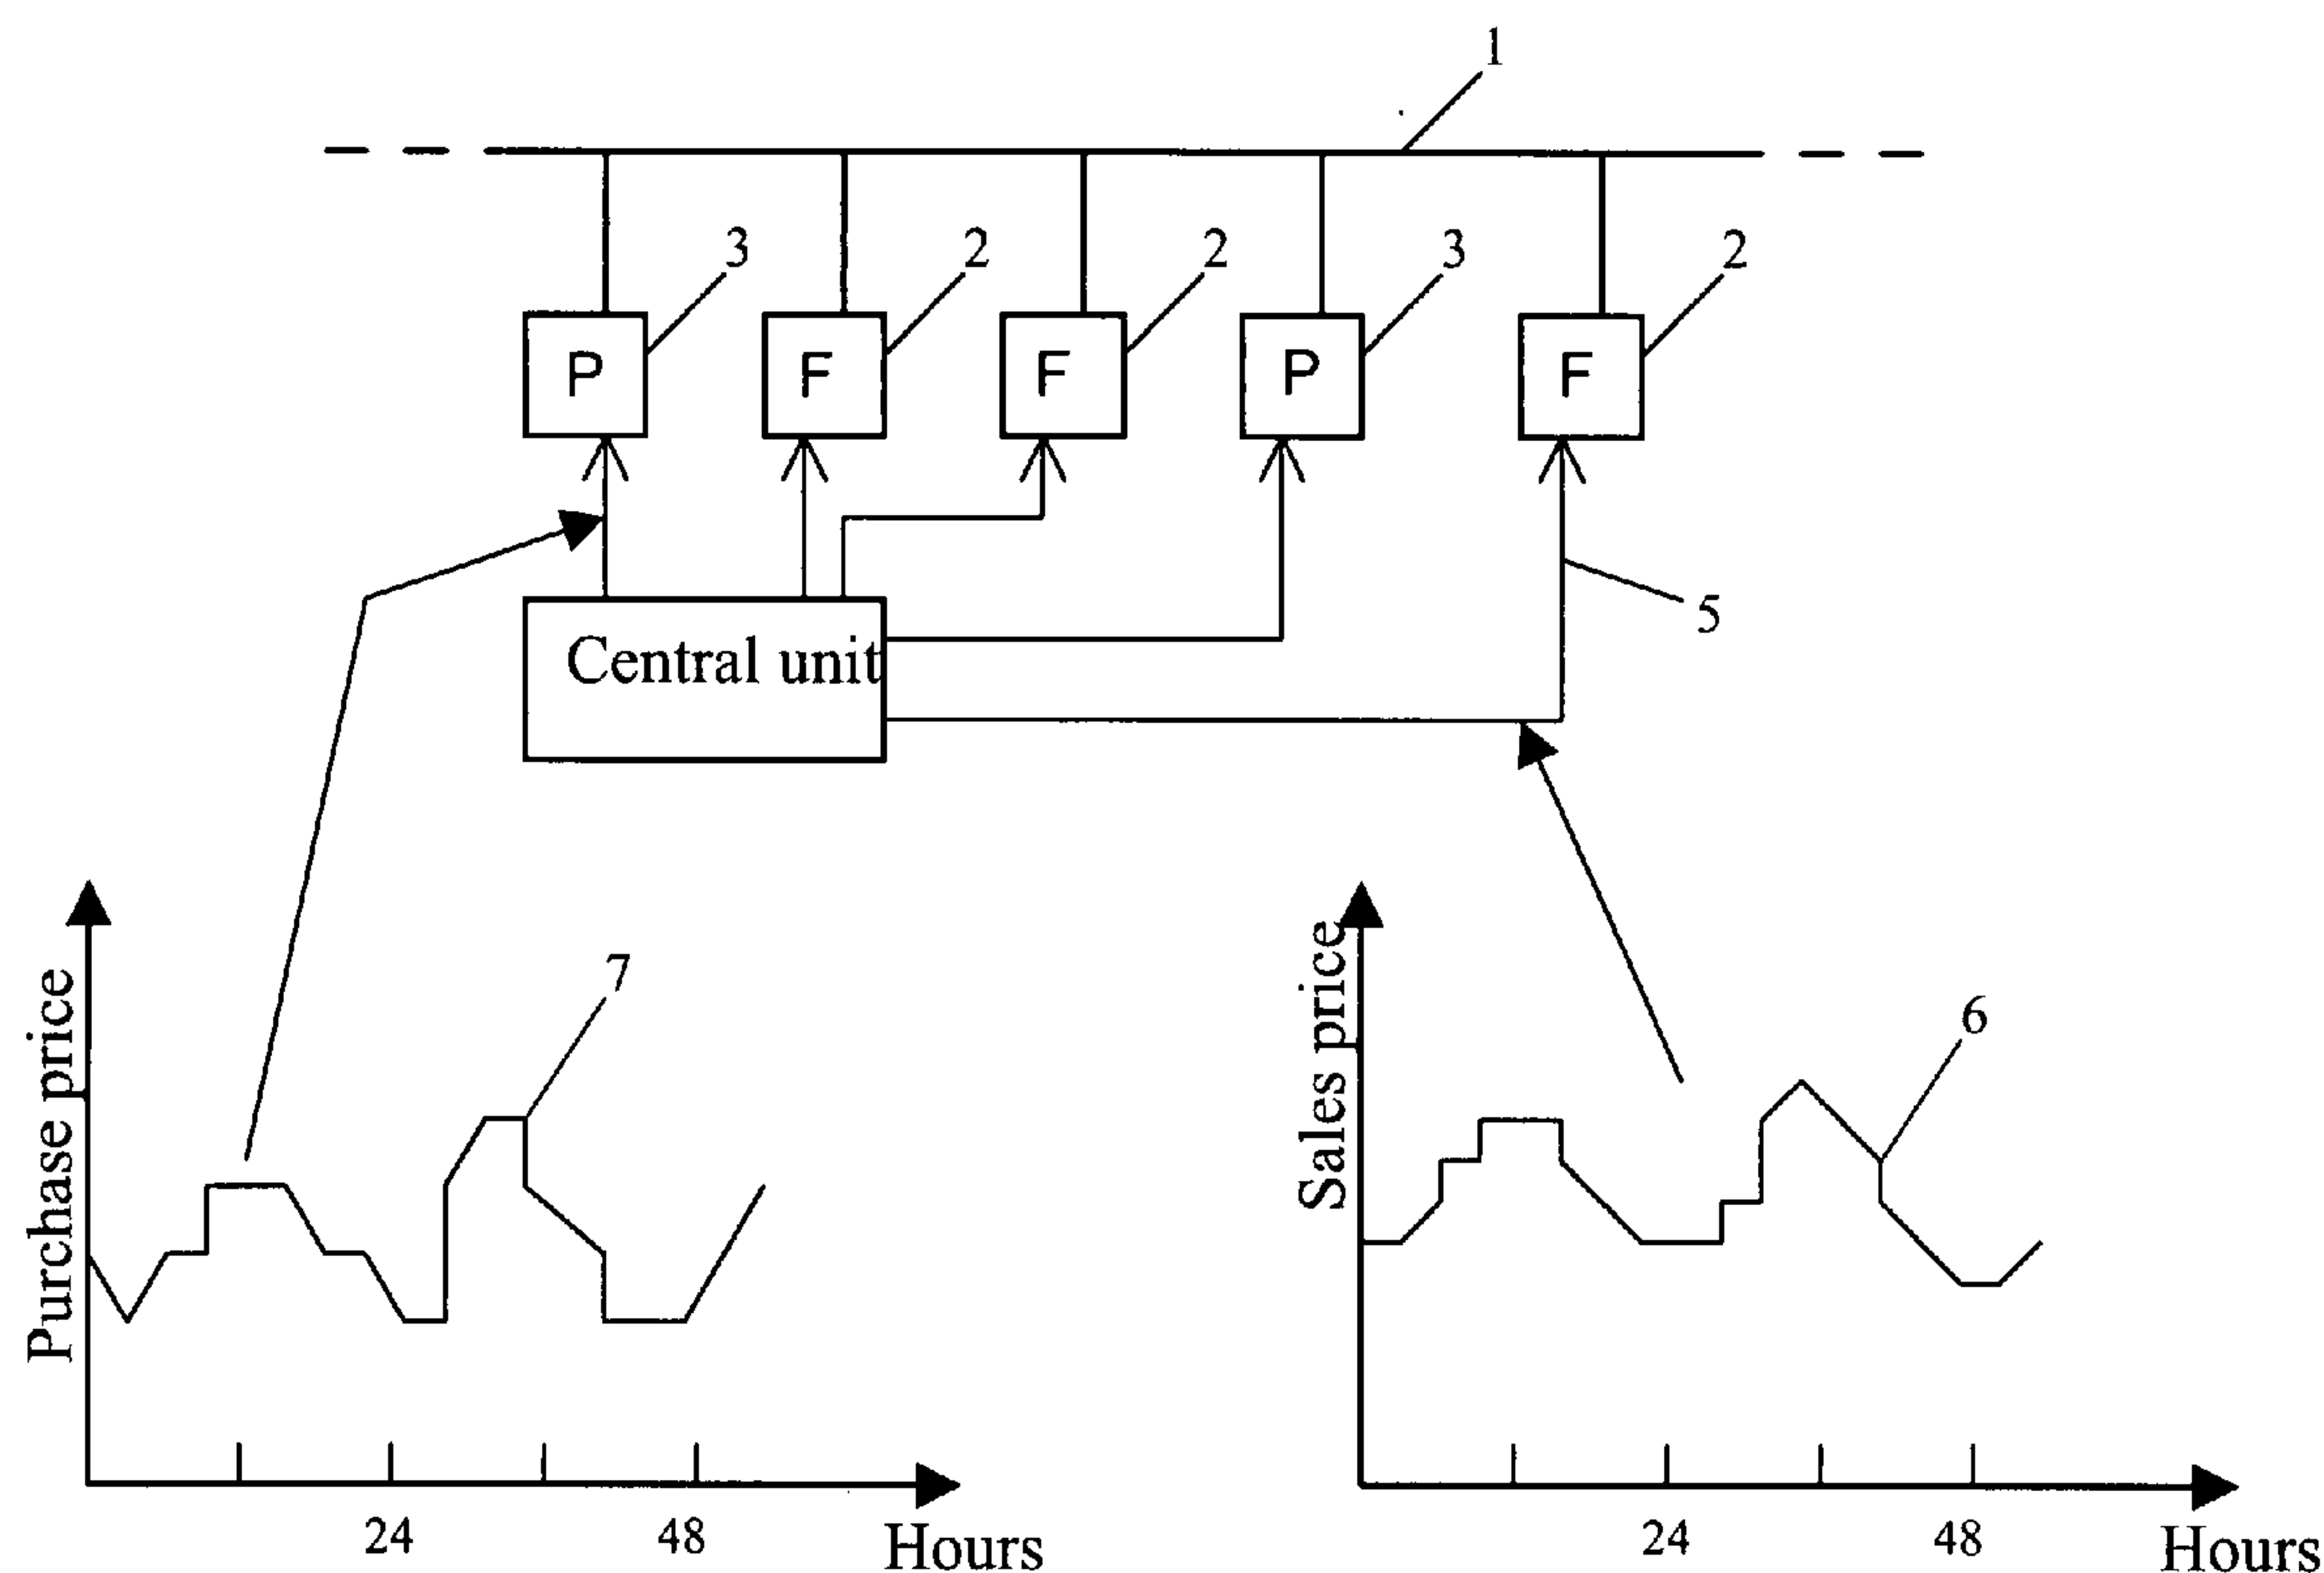 1
3
2
2
3
2
P
F
F
P
F
5
Central unit
7
6
Purchase price
Sales price
24
48
Hours
24
48
Hours